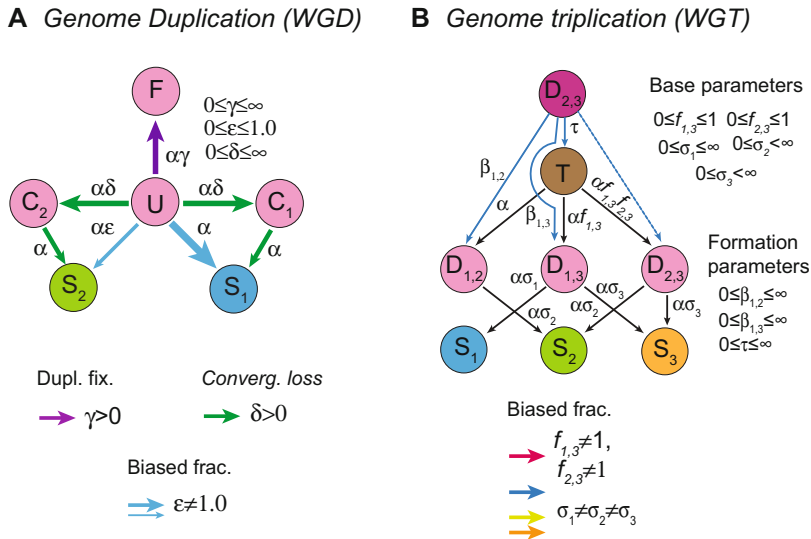 A Genome Duplication (WGD)
F
0≤γ≤∞
0≤ε≤1.0
0≤δ≤∞
αγ
C₂ αδ U αδ C₁
α αε α α
S₂ S₁
Dupl. fix.
γ>0
Converg. loss
δ>0
Biased frac.
ε≠1.0
B Genome triplication (WGT)
D₂,₃
τ
T
β₁,₂
α
β₁,₃
αf₁,₃
αf₁,₃f₂,₃
D₁,₂ D₁,₃ D₂,₃
ασ₁ ασ₂ ασ₂ ασ₃ ασ₃
S₁ S₂ S₃
Base parameters
0≤f₁,₃≤1 0≤f₂,₃≤1
0≤σ₁≤∞ 0≤σ₂<∞
0≤σ₃<∞
Formation
parameters
0≤β₁,₂≤∞
0≤β₁,₃≤∞
0≤τ≤∞
Biased frac.
f₁,₃≠1,
f₂,₃≠1
σ₁≠σ₂≠σ₃